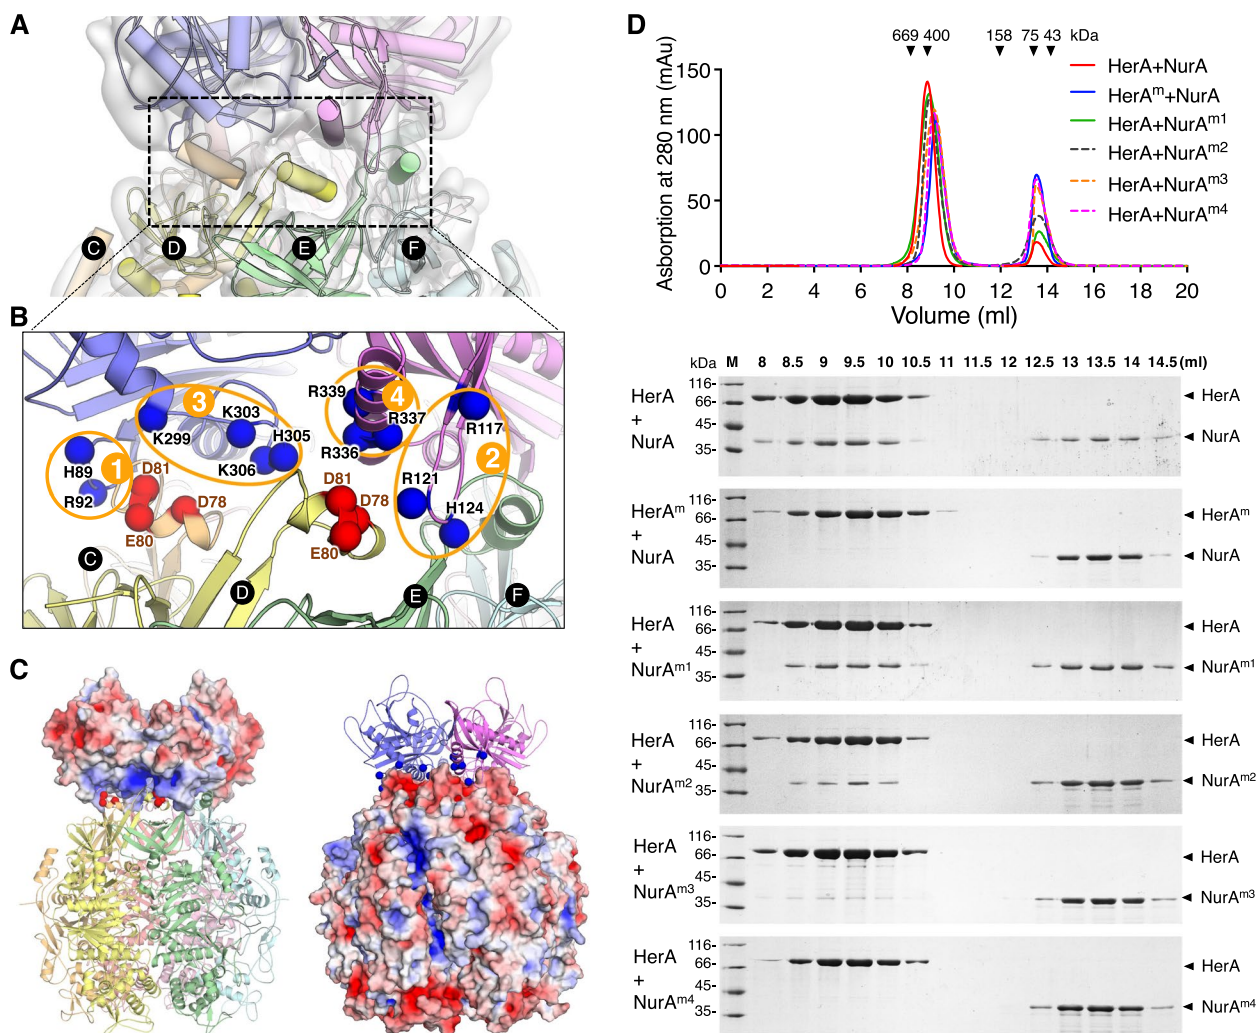 A
C
D
E
F
B
R339
4
R337
R336
R117
3
K303
K299
H305
K306
H89
1
R92
D81
D78
E80
D81
D78
E80
2
R121
H124
C
D
E
F
C
D
669 400 158 75 43 kDa
Asborption at 280 nm (mAu)
150
100
50
0
0 2 4 6 8 10 12 14 16 18 20
Volume (ml)
HerA+NurA
HerAᵐ+NurA
HerA+NurAᵐ¹
HerA+NurAᵐ²
HerA+NurAᵐ³
HerA+NurAᵐ⁴
kDa M 8 8.5 9 9.5 10 10.5 11 11.5 12 12.5 13 13.5 14 14.5 (ml)
HerA
+
NurA
116-
66-
45-
35-
HerA
NurA
HerAᵐ
+
NurA
116-
66-
45-
35-
HerAᵐ
NurA
HerA
+
NurAᵐ¹
116-
66-
45-
35-
HerA
NurAᵐ¹
HerA
+
NurAᵐ²
116-
66-
45-
35-
HerA
NurAᵐ²
HerA
+
NurAᵐ³
116-
66-
45-
35-
HerA
NurAᵐ³
HerA
+
NurAᵐ⁴
116-
66-
45-
35-
HerA
NurAᵐ⁴